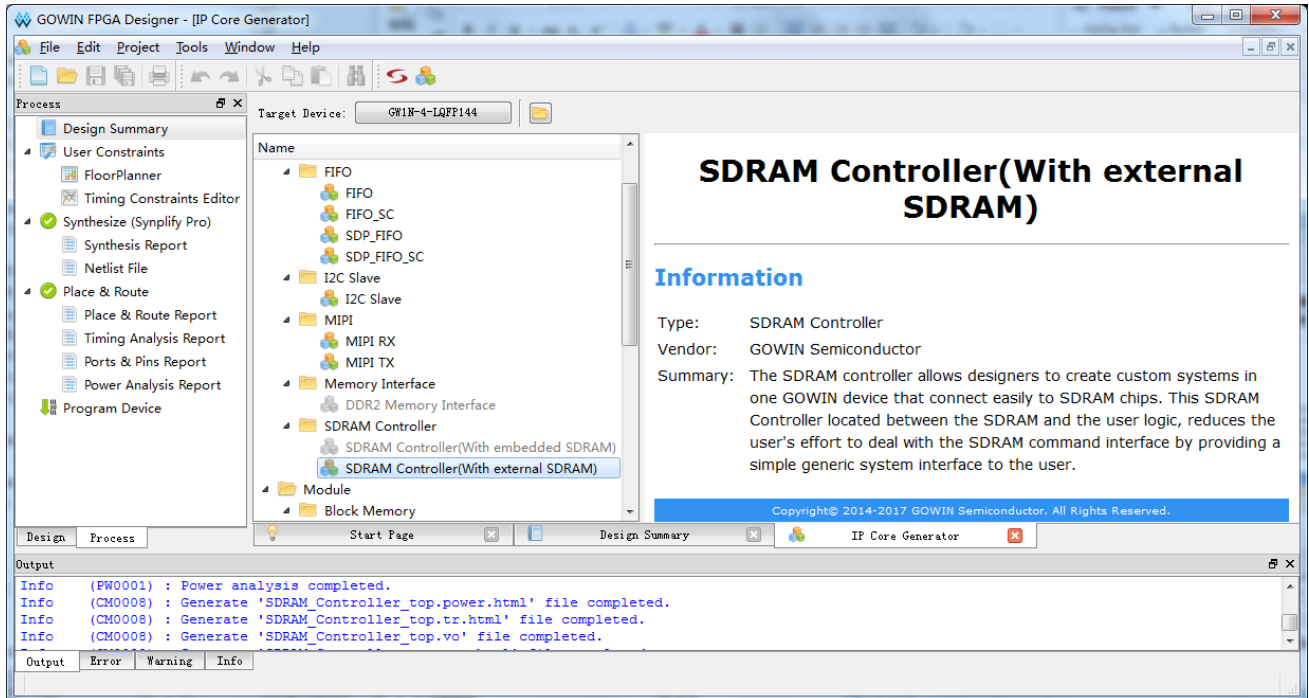 GOWIN FPGA Designer - [IP Core Generator]
File Edit Project Tools Window Help
Process
Design Summary
User Constraints
FloorPlanner
Timing Constraints Editor
Synthesize (Synplify Pro)
Synthesis Report
Netlist File
Place & Route
Place & Route Report
Timing Analysis Report
Ports & Pins Report
Power Analysis Report
Program Device
Design Process
Target Device: GW1N-4-LQFP144
Name
FIFO
FIFO
FIFO_SC
SDP_FIFO
SDP_FIFO_SC
I2C Slave
I2C Slave
MIPI
MIPI RX
MIPI TX
Memory Interface
DDR2 Memory Interface
SDRAM Controller
SDRAM Controller(With embedded SDRAM)
SDRAM Controller(With external SDRAM)
Module
Block Memory
SDRAM Controller(With external
SDRAM)
Information
Type: SDRAM Controller
Vendor: GOWIN Semiconductor
Summary: The SDRAM controller allows designers to create custom systems in
one GOWIN device that connect easily to SDRAM chips. This SDRAM
Controller located between the SDRAM and the user logic, reduces the
user's effort to deal with the SDRAM command interface by providing a
simple generic system interface to the user.
Copyright© 2014-2017 GOWIN Semiconductor. All Rights Reserved.
Start Page Design Summary IP Core Generator
Output
Info (PW0001) : Power analysis completed.
Info (CM0008) : Generate 'SDRAM_Controller_top.power.html' file completed.
Info (CM0008) : Generate 'SDRAM_Controller_top.tr.html' file completed.
Info (CM0008) : Generate 'SDRAM_Controller_top.vo' file completed.
Output Error Warning Info